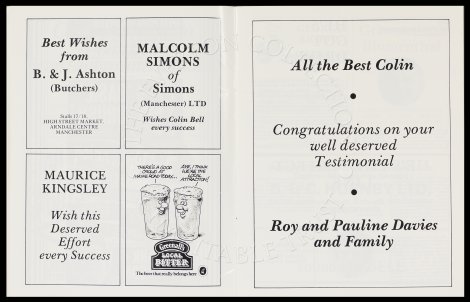 Best Wishes
from
B. & J. Ashton
(Butchers)
Stalls 17/18,
HIGH STREET MARKET,
ARNDALE CENTRE
MANCHESTER
MALCOLM
SIMONS
of
Simons
(Manchester) LTD
Wishes Colin Bell
every success
MAURICE
KINGSLEY
Wish this
Deserved
Effort
every Success
THERE'S A GOOD
CROWD AT
MAINE ROAD TODAY...
AYE, I THINK
WE'RE THE
LOCAL
ATTRACTION!
Greenall's
LOCAL
BITTER
The beer that really belongs here
All the Best Colin
•
Congratulations on your
well deserved
Testimonial
•
Roy and Pauline Davies
and Family